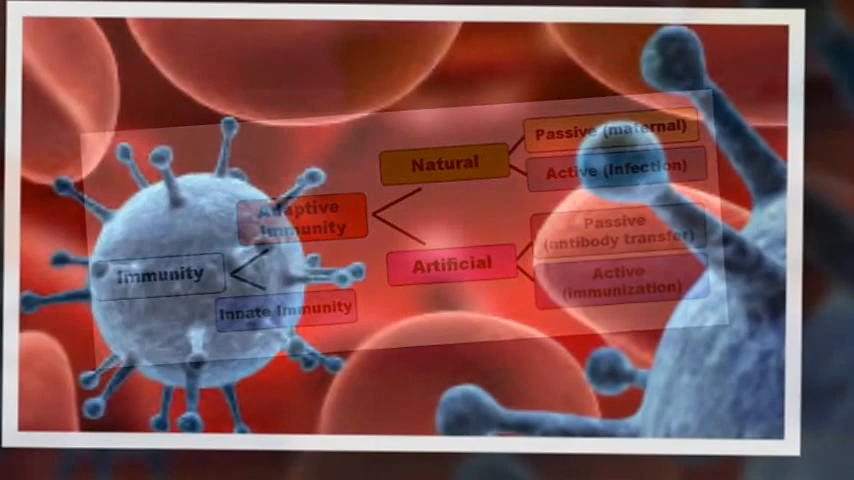 Passive (maternal)
Natural
Active (Infection)
Adaptive
Immunity
Passive
(antibody transfer)
Immunity
Artificial
Active
(immunization)
Innate Immunity